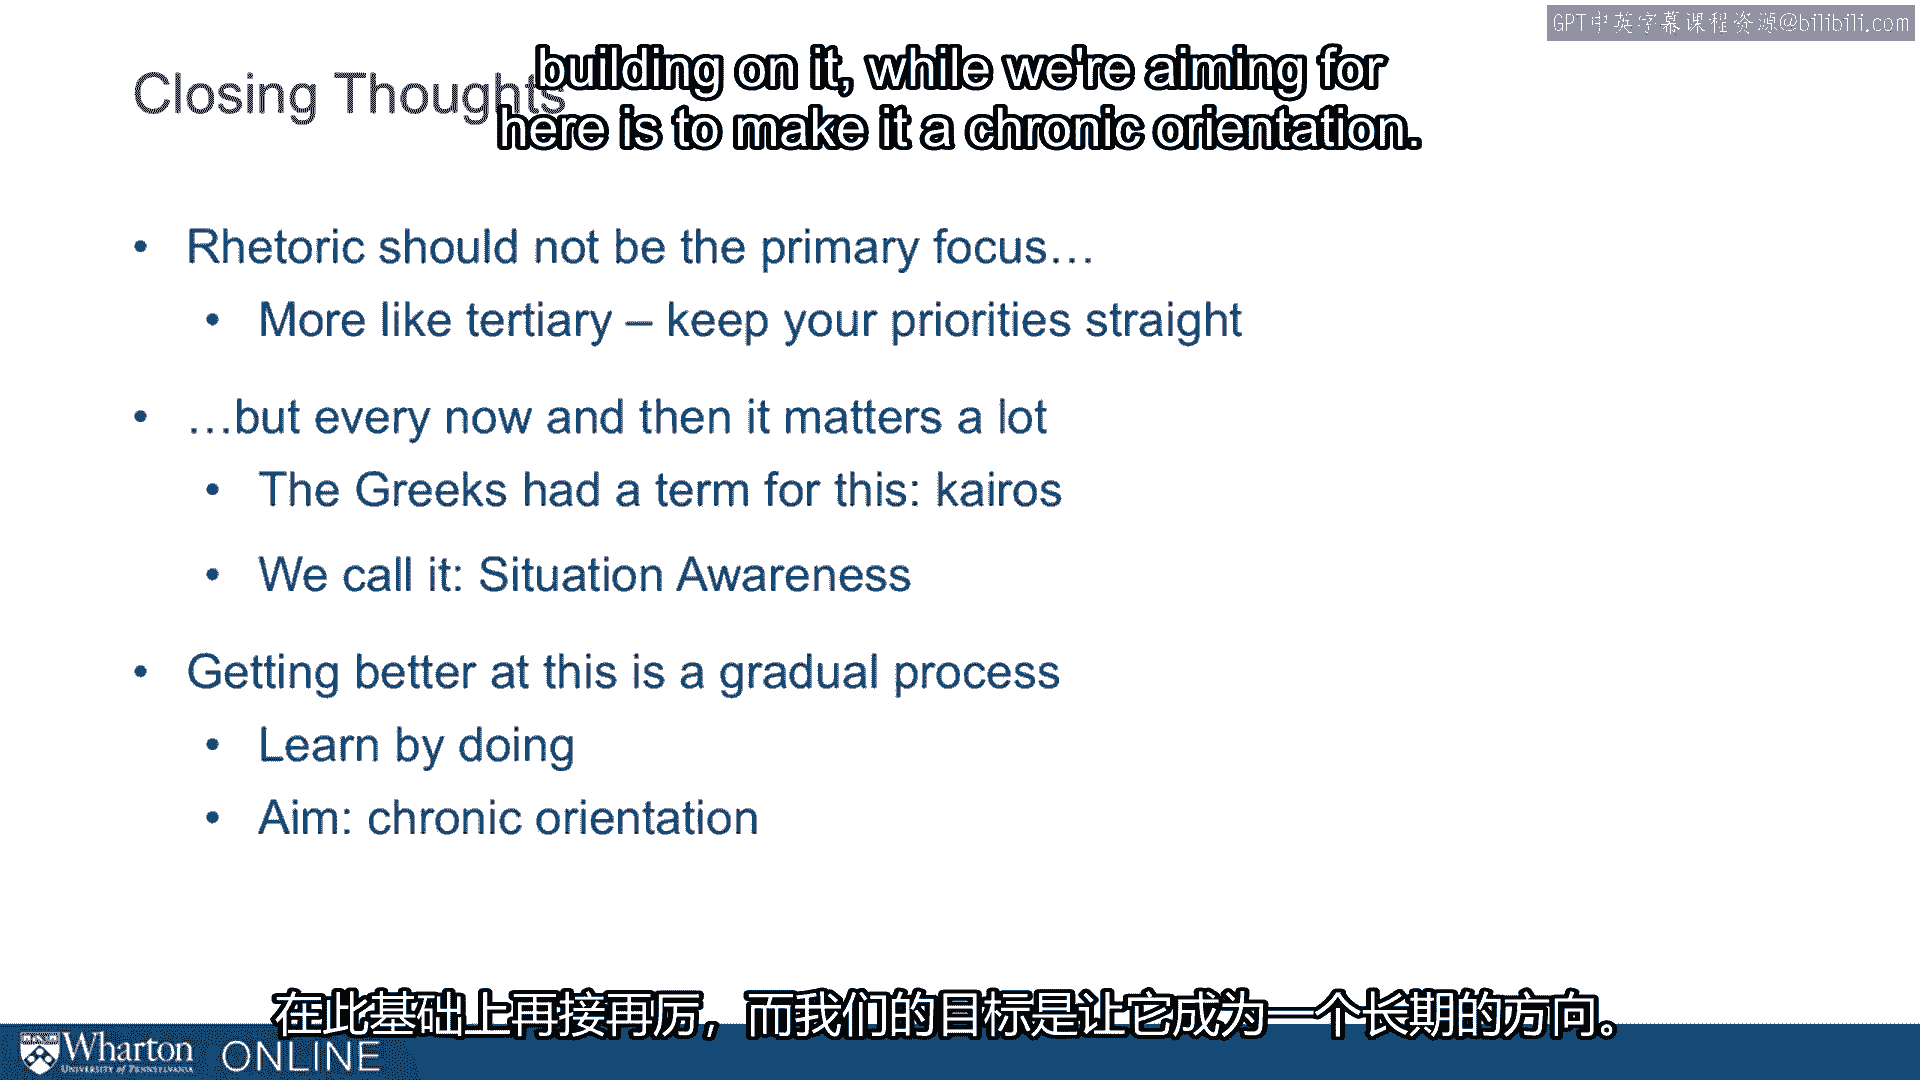 GPT中英字幕课程资源@bilibili.com
building on it, while we're aiming for
here is to make it a chronic orientation.
Closing Thoughts
• Rhetoric should not be the primary focus…
• More like tertiary – keep your priorities straight
• …but every now and then it matters a lot
• The Greeks had a term for this: kairos
• We call it: Situation Awareness
• Getting better at this is a gradual process
• Learn by doing
• Aim: chronic orientation
在此基础上再接再厉，而我们的目标是让它成为一个长期的方向。
Wharton
UNIVERSITY of PENNSYLVANIA
ONLINE